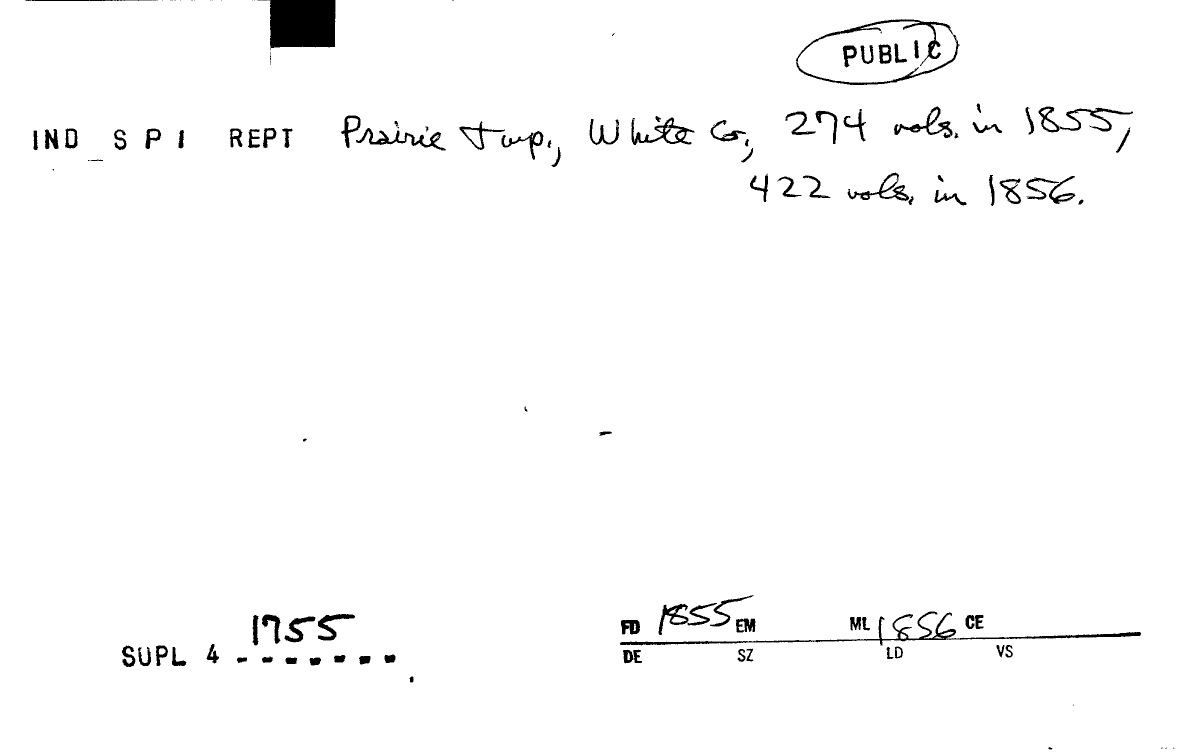 PUBLIC
IND SPI REPT Prairie Twp., White Co., 274 vols. in 1855,
422 vols. in 1856.
SUPL 4 1755
FD 1855 EM ML 1856 CE
DE SZ LD VS